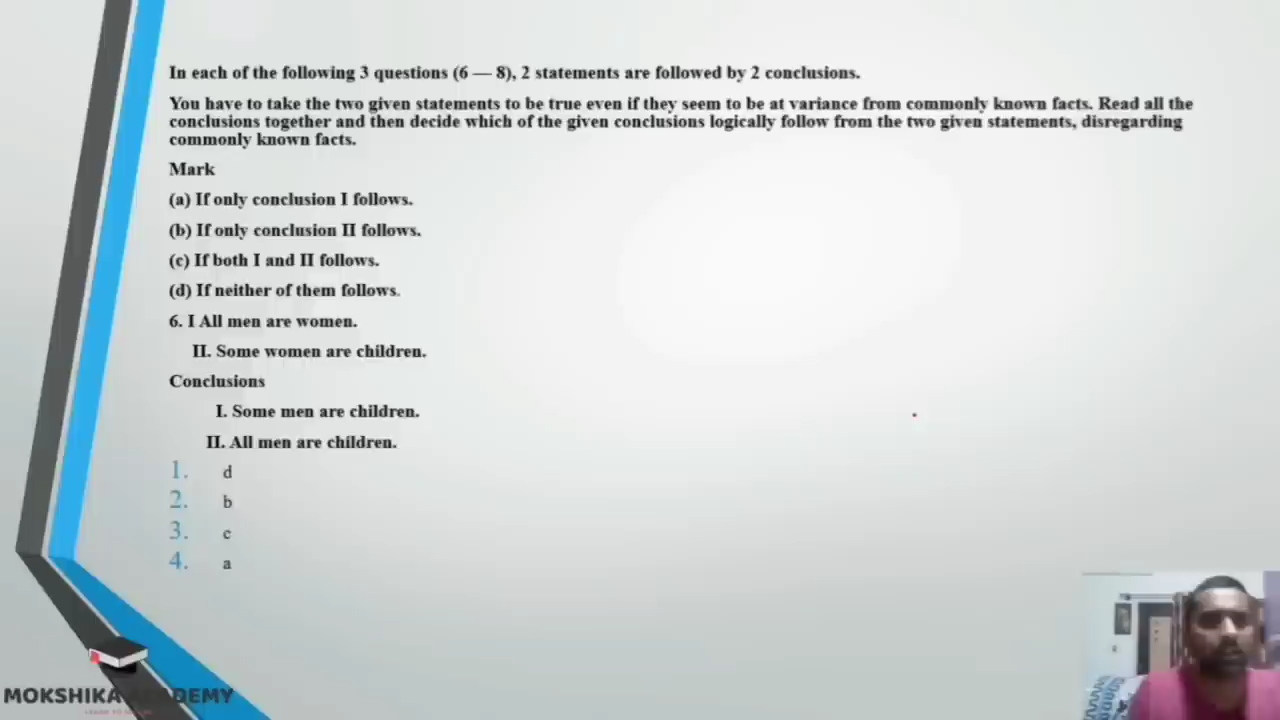 In each of the following 3 questions (6 — 8), 2 statements are followed by 2 conclusions.
You have to take the two given statements to be true even if they seem to be at variance from commonly known facts. Read all the
conclusions together and then decide which of the given conclusions logically follow from the two given statements, disregarding
commonly known facts.
Mark
(a) If only conclusion I follows.
(b) If only conclusion II follows.
(c) If both I and II follows.
(d) If neither of them follows.
6. I All men are women.
II. Some women are children.
Conclusions
I. Some men are children.
II. All men are children.
1. d
2. b
3. c
4. a
MOKSHIKA ACADEMY